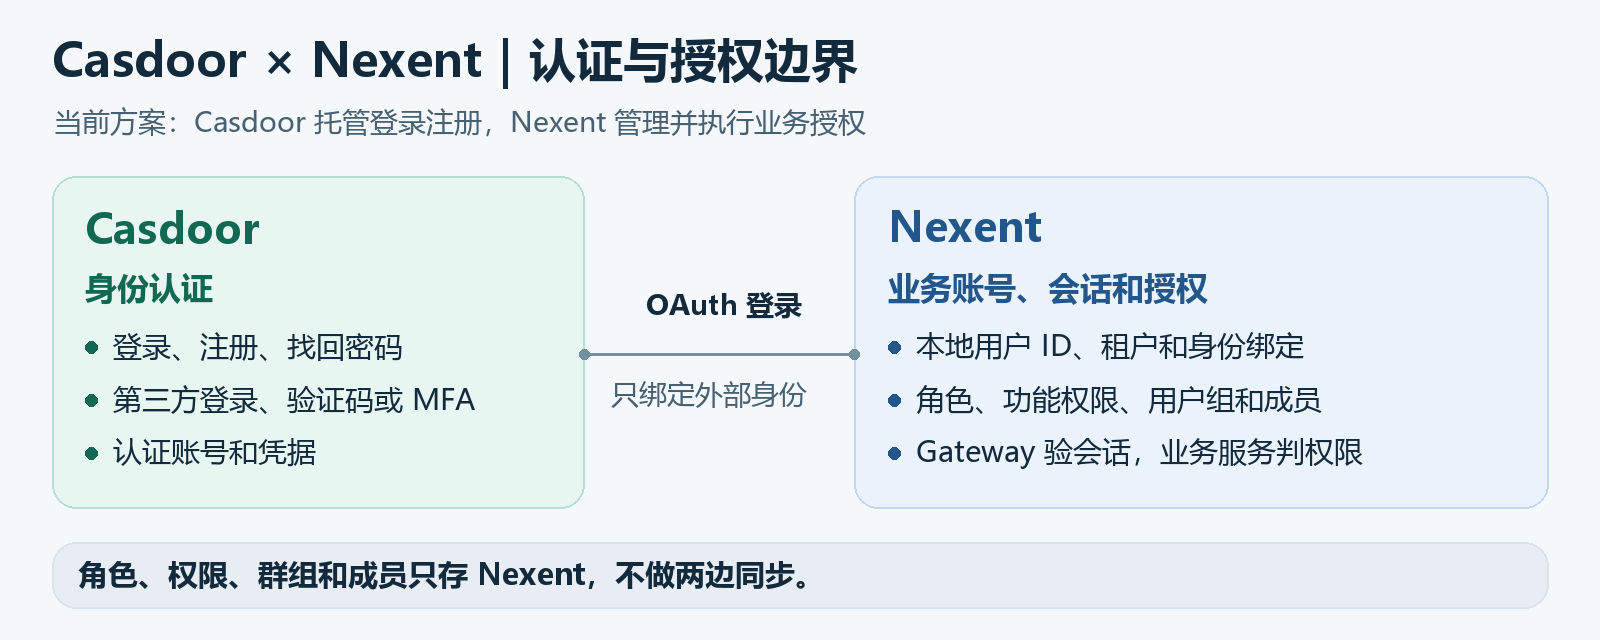 Casdoor × Nexent | 认证与授权边界
当前方案：Casdoor 托管登录注册，Nexent 管理并执行业务授权
Casdoor
身份认证
登录、注册、找回密码
第三方登录、验证码或 MFA
认证账号和凭据
OAuth 登录
只绑定外部身份
Nexent
业务账号、会话和授权
本地用户 ID、租户和身份绑定
角色、功能权限、用户组和成员
Gateway 验会话，业务服务判权限
角色、权限、群组和成员只存 Nexent，不做两边同步。